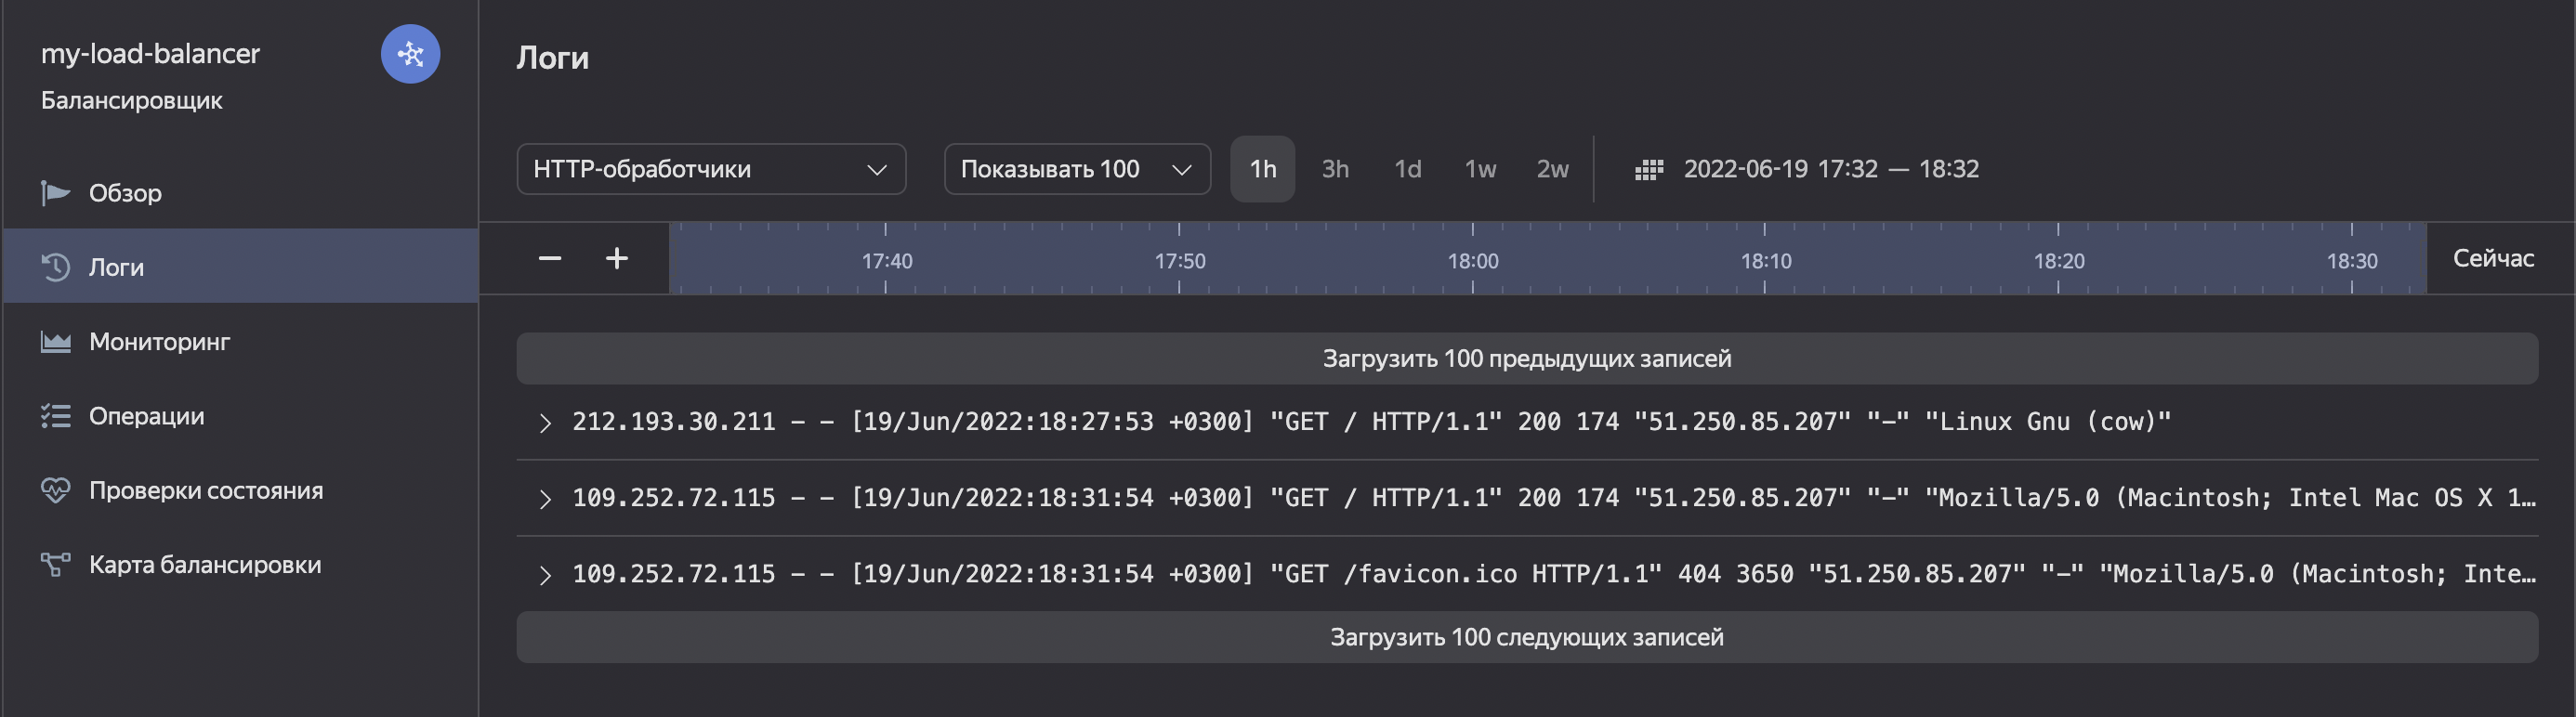 my-load-balancer
Балансировщик
Обзор
Логи
Мониторинг
Операции
Проверки состояния
Карта балансировки
Логи
HTTP-обработчики
Показывать 100
1h 3h 1d 1w 2w
2022-06-19 17:32 — 18:32
− + 17:40 17:50 18:00 18:10 18:20 18:30 Сейчас
Загрузить 100 предыдущих записей
212.193.30.211 - - [19/Jun/2022:18:27:53 +0300] "GET / HTTP/1.1" 200 174 "51.250.85.207" "-" "Linux Gnu (cow)"
109.252.72.115 - - [19/Jun/2022:18:31:54 +0300] "GET / HTTP/1.1" 200 174 "51.250.85.207" "-" "Mozilla/5.0 (Macintosh; Intel Mac OS X 1…
109.252.72.115 - - [19/Jun/2022:18:31:54 +0300] "GET /favicon.ico HTTP/1.1" 404 3650 "51.250.85.207" "-" "Mozilla/5.0 (Macintosh; Inte…
Загрузить 100 следующих записей